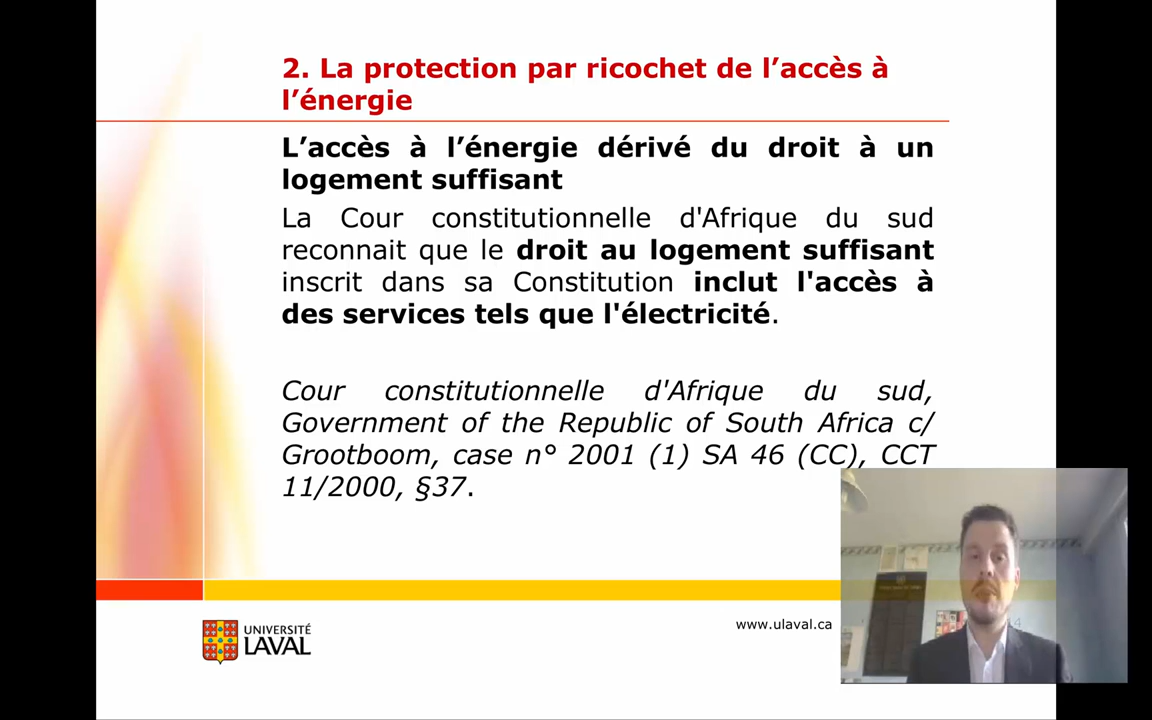 2. La protection par ricochet de l’accès à
l’énergie
L’accès à l’énergie dérivé du droit à un
logement suffisant
La Cour constitutionnelle d'Afrique du sud
reconnait que le droit au logement suffisant
inscrit dans sa Constitution inclut l'accès à
des services tels que l'électricité.
Cour constitutionnelle d'Afrique du sud,
Government of the Republic of South Africa c/
Grootboom, case n° 2001 (1) SA 46 (CC), CCT
11/2000, §37.
UNIVERSITÉ
LAVAL
www.ulaval.ca